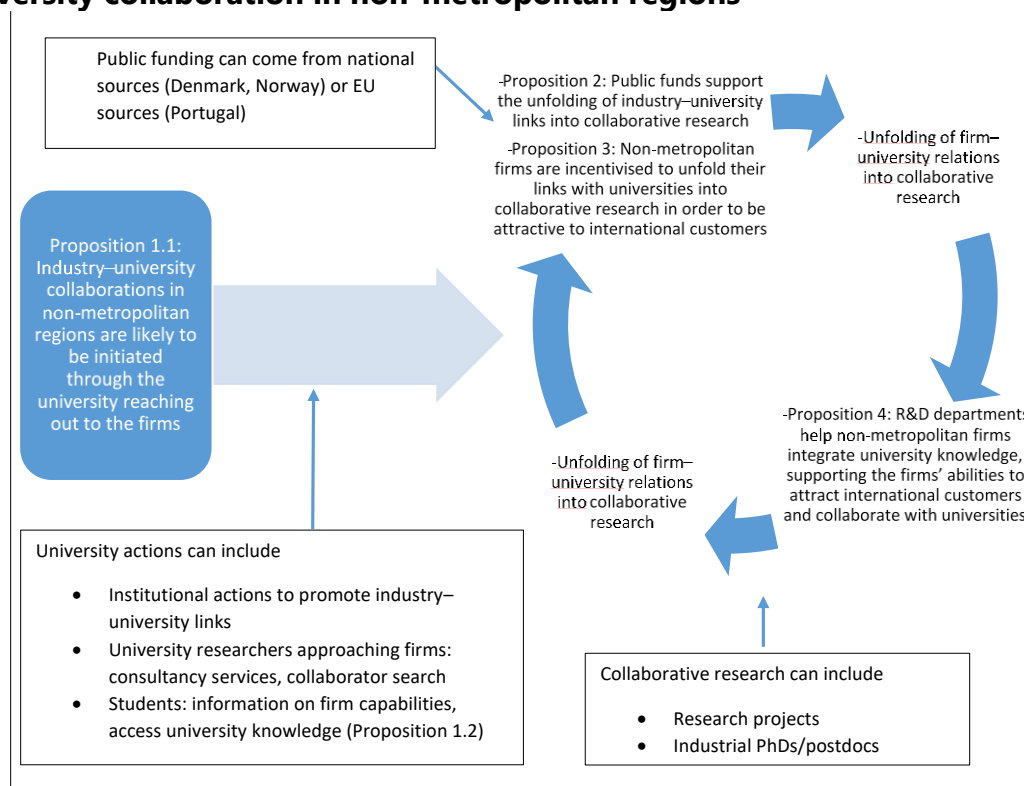 versity collaboration in non-metropolitan regions
Public funding can come from national
sources (Denmark, Norway) or EU
sources (Portugal)
-Proposition 2: Public funds support
the unfolding of industry–university
links into collaborative research
-Proposition 3: Non-metropolitan
firms are incentivised to unfold their
links with universities into
collaborative research in order to be
attractive to international customers
-Unfolding of firm–
university relations
into collaborative
research
Proposition 1.1:
Industry–university
collaborations in
non-metropolitan
regions are likely to
be initiated
through the
university reaching
out to the firms
-Proposition 4: R&D departments
help non-metropolitan firms
integrate university knowledge,
supporting the firms’ abilities to
attract international customers
and collaborate with universities
-Unfolding of firm–
university relations
into collaborative
research
University actions can include
• Institutional actions to promote industry–
university links
• University researchers approaching firms:
consultancy services, collaborator search
• Students: information on firm capabilities,
access university knowledge (Proposition 1.2)
Collaborative research can include
• Research projects
• Industrial PhDs/postdocs